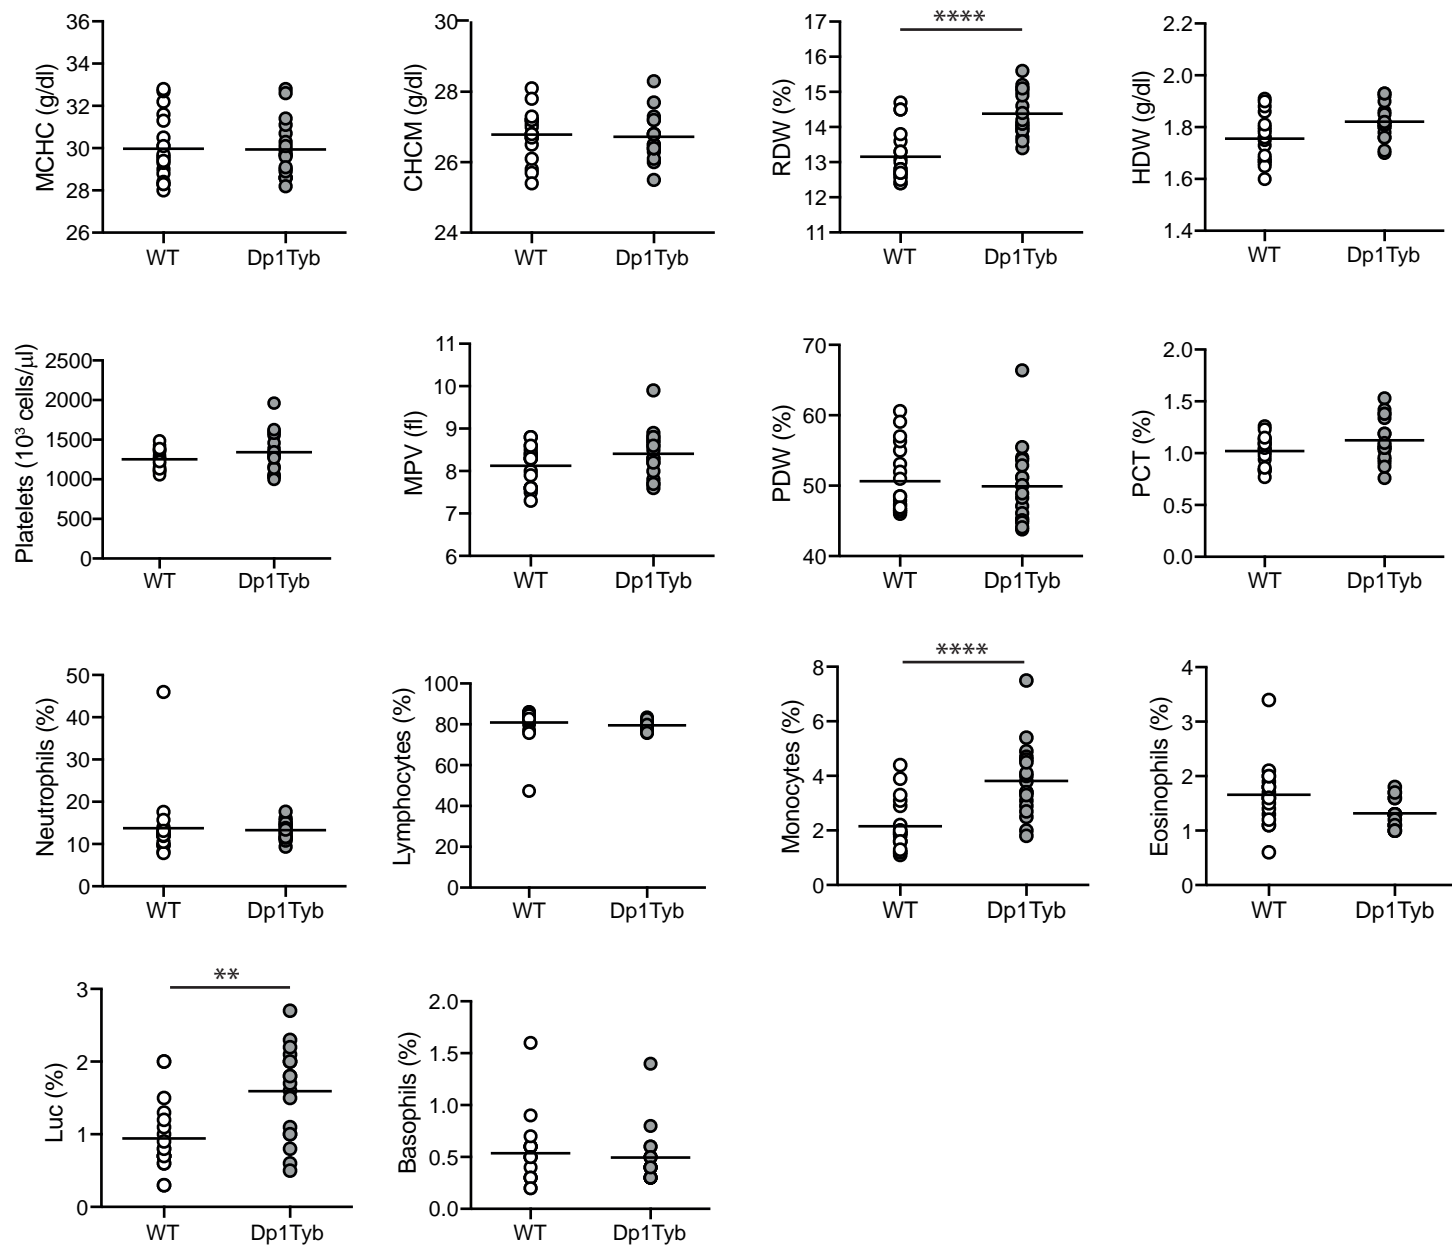 MCHC (g/dl)
36
34
32
30
28
26
WT
Dp1Tyb
CHCM (g/dl)
30
28
26
24
WT
Dp1Tyb
RDW (%)
17
16
15
14
13
12
11
****
WT
Dp1Tyb
HDW (g/dl)
2.2
2.0
1.8
1.6
1.4
WT
Dp1Tyb
Platelets (10³ cells/μl)
2500
2000
1500
1000
500
0
WT
Dp1Tyb
MPV (fl)
11
10
9
8
7
6
WT
Dp1Tyb
PDW (%)
70
60
50
40
WT
Dp1Tyb
PCT (%)
2.0
1.5
1.0
0.5
0.0
WT
Dp1Tyb
Neutrophils (%)
50
40
30
20
10
0
WT
Dp1Tyb
Lymphocytes (%)
100
80
60
40
20
0
WT
Dp1Tyb
Monocytes (%)
8
6
4
2
0
****
WT
Dp1Tyb
Eosinophils (%)
4
3
2
1
0
WT
Dp1Tyb
Luc (%)
3
2
1
0
**
WT
Dp1Tyb
Basophils (%)
2.0
1.5
1.0
0.5
0.0
WT
Dp1Tyb